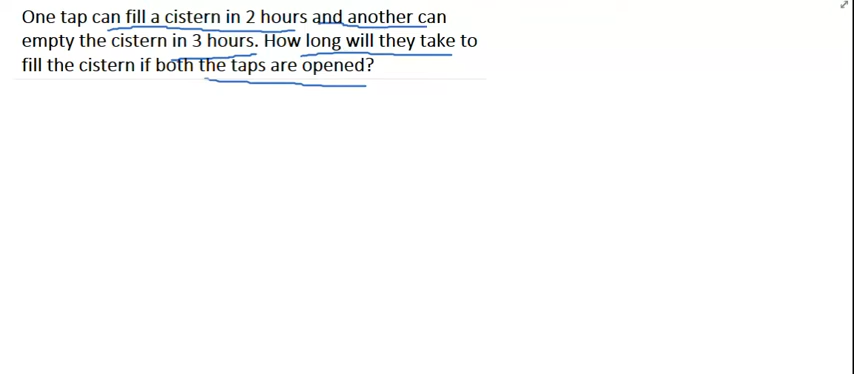 One tap can fill a cistern in 2 hours and another can
empty the cistern in 3 hours. How long will they take to
fill the cistern if both the taps are opened?